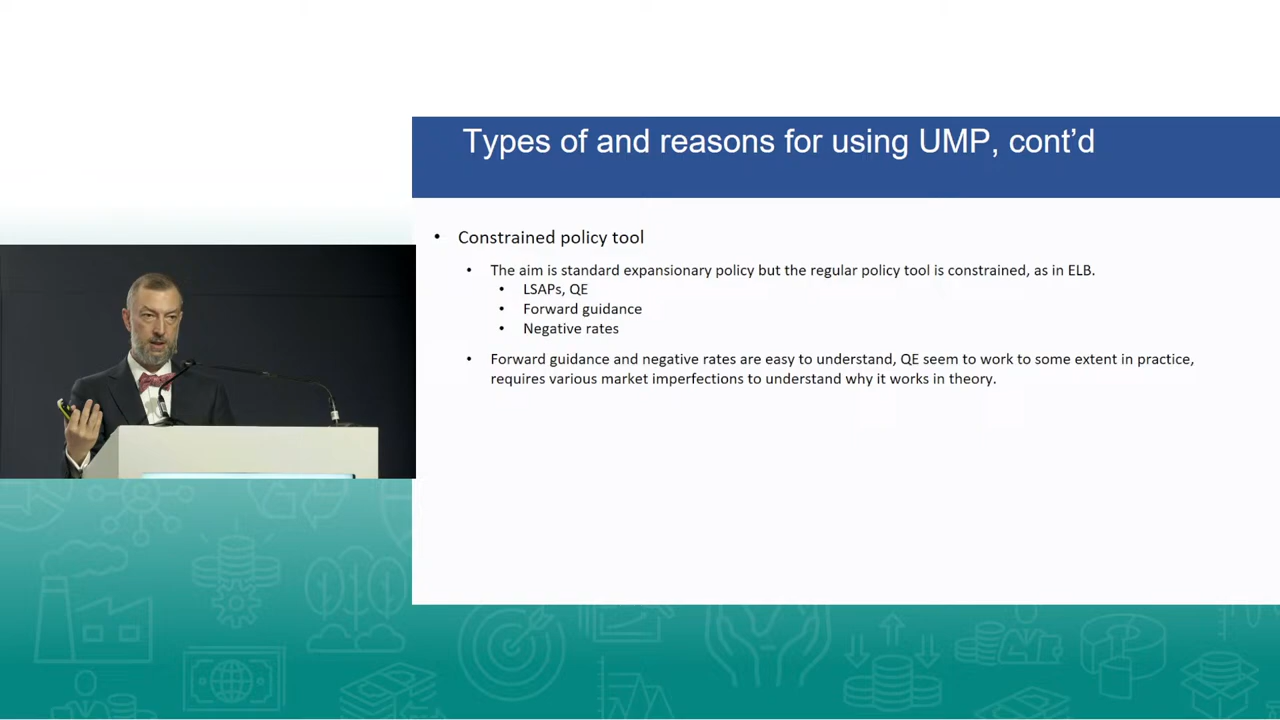 Types of and reasons for using UMP, cont’d
• Constrained policy tool
• The aim is standard expansionary policy but the regular policy tool is constrained, as in ELB.
• LSAPs, QE
• Forward guidance
• Negative rates
• Forward guidance and negative rates are easy to understand, QE seem to work to some extent in practice,
requires various market imperfections to understand why it works in theory.